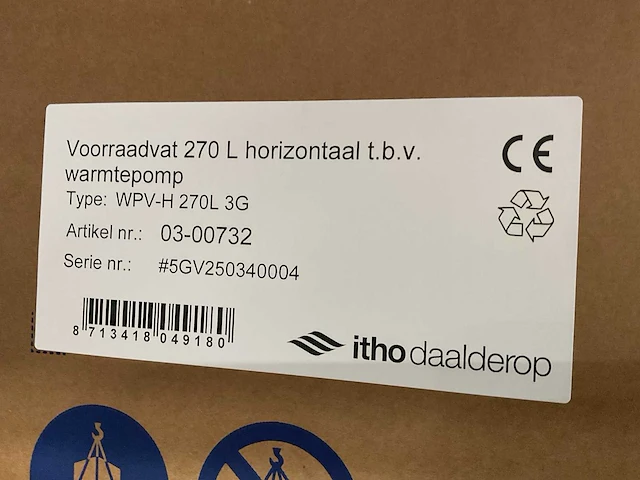 Voorraadvat 270 L horizontaal t.b.v.
warmtepomp
Type: WPV-H 270L 3G
Artikel nr.: 03-00732
Serie nr.: #5GV250340004
8 713418 049180
CE
itho daalderop